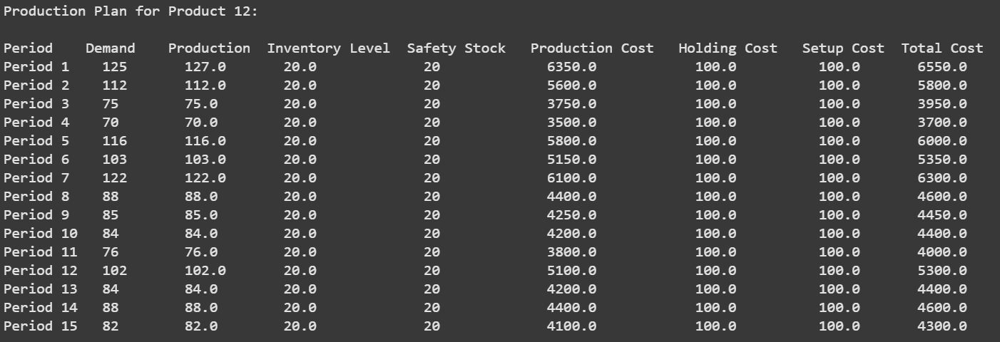 Production Plan for Product 12:
Period    Demand    Production  Inventory Level  Safety Stock   Production Cost   Holding Cost   Setup Cost  Total Cost
Period 1    125       127.0       20.0             20             6350.0            100.0          100.0       6550.0
Period 2    112       112.0       20.0             20             5600.0            100.0          100.0       5800.0
Period 3    75        75.0        20.0             20             3750.0            100.0          100.0       3950.0
Period 4    70        70.0        20.0             20             3500.0            100.0          100.0       3700.0
Period 5    116       116.0       20.0             20             5800.0            100.0          100.0       6000.0
Period 6    103       103.0       20.0             20             5150.0            100.0          100.0       5350.0
Period 7    122       122.0       20.0             20             6100.0            100.0          100.0       6300.0
Period 8    88        88.0        20.0             20             4400.0            100.0          100.0       4600.0
Period 9    85        85.0        20.0             20             4250.0            100.0          100.0       4450.0
Period 10   84        84.0        20.0             20             4200.0            100.0          100.0       4400.0
Period 11   76        76.0        20.0             20             3800.0            100.0          100.0       4000.0
Period 12   102       102.0       20.0             20             5100.0            100.0          100.0       5300.0
Period 13   84        84.0        20.0             20             4200.0            100.0          100.0       4400.0
Period 14   88        88.0        20.0             20             4400.0            100.0          100.0       4600.0
Period 15   82        82.0        20.0             20             4100.0            100.0          100.0       4300.0